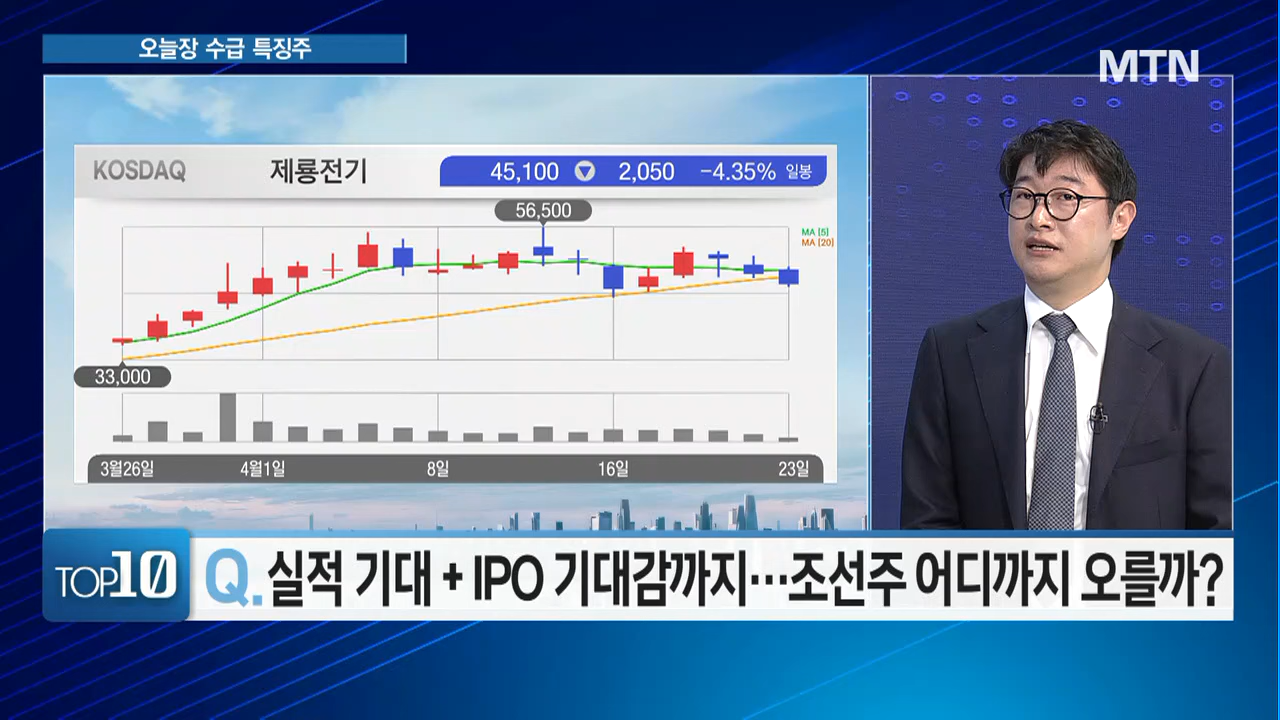 오늘장 수급 특징주
MTN
KOSDAQ 제룡전기 45,100 ▼ 2,050 -4.35% 일봉
56,500
MA [5]
MA [20]
33,000
3월26일 4월1일 8일 16일 23일
TOP10 Q. 실적 기대 + IPO 기대감까지…조선주 어디까지 오를까?